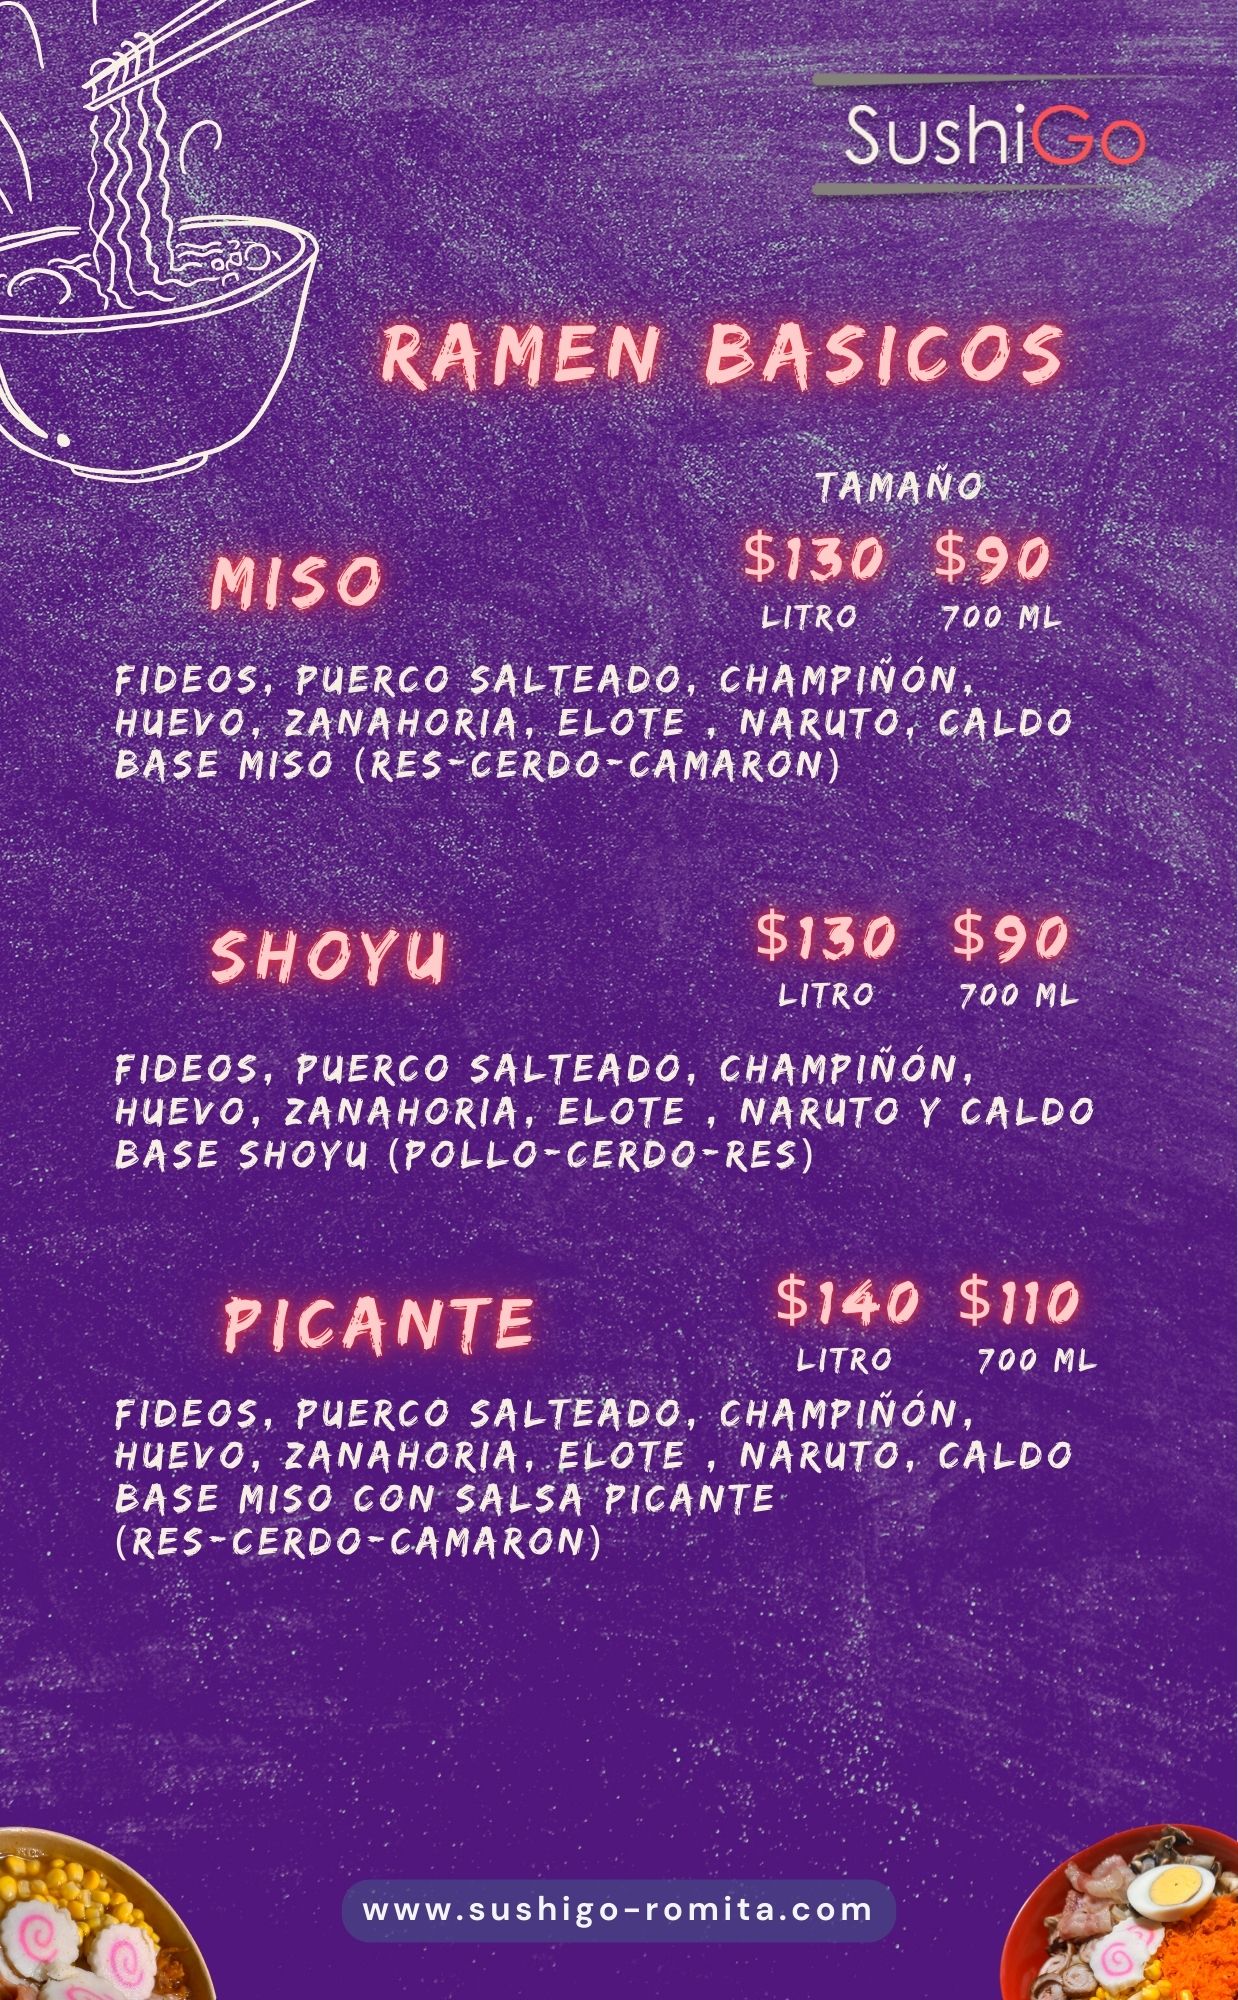 SushiGo
RAMEN BASICOS
TAMAÑO
MISO
$130 $90
LITRO 700 ML
FIDEOS, PUERCO SALTEADO, CHAMPIÑÓN,
HUEVO, ZANAHORIA, ELOTE , NARUTO, CALDO
BASE MISO (RES-CERDO-CAMARON)
SHOYU
$130 $90
LITRO 700 ML
FIDEOS, PUERCO SALTEADO, CHAMPIÑÓN,
HUEVO, ZANAHORIA, ELOTE , NARUTO Y CALDO
BASE SHOYU (POLLO-CERDO-RES)
PICANTE
$140 $110
LITRO 700 ML
FIDEOS, PUERCO SALTEADO, CHAMPIÑÓN,
HUEVO, ZANAHORIA, ELOTE , NARUTO, CALDO
BASE MISO CON SALSA PICANTE
(RES-CERDO-CAMARON)
www.sushigo-romita.com